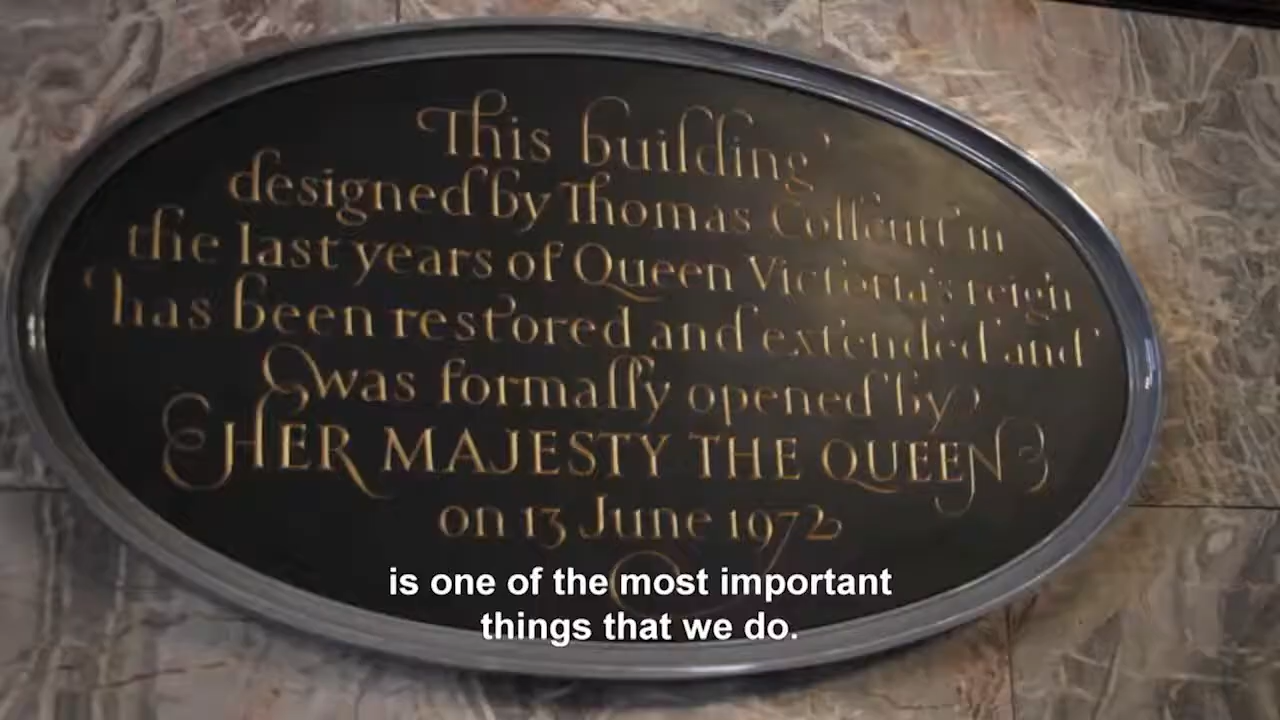 This building
designed by Thomas Collcutt in
the last years of Queen Victoria's reign
has been restored and extended and
was formally opened by
HER MAJESTY THE QUEEN
on 13 June 1972
is one of the most important
things that we do.